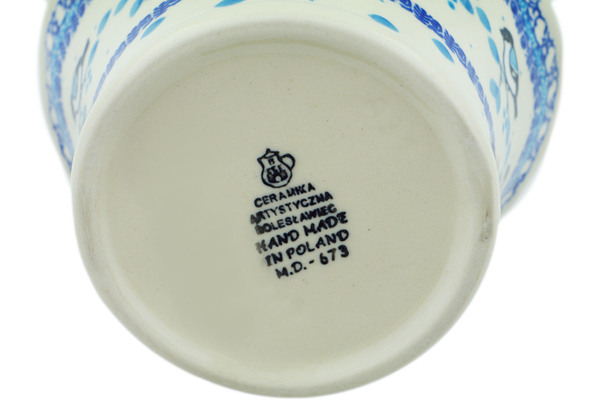 CERAMIKA
ARTYSTYCZNA
BOLESŁAWIEC
HAND MADE
IN POLAND
M.D. - 673